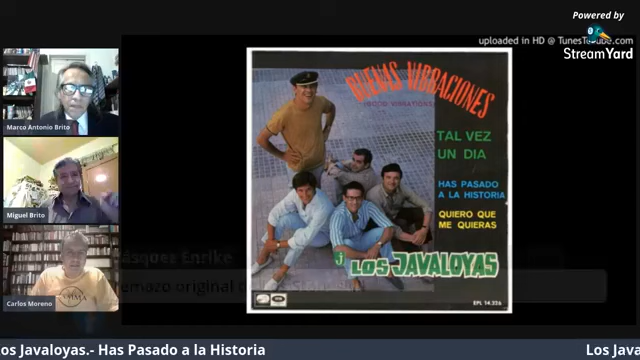 Powered by
StreamYard
uploaded in HD @ TunesToTube.com
BUENAS VIBRACIONES
(GOOD VIBRATIONS)
TAL VEZ
UN DIA
HAS PASADO
A LA HISTORIA
QUIERO QUE
ME QUIERAS
LOS JAVALOYAS
EPL 14.326
Marco Antonio Brito
Miguel Brito
Carlos Moreno
Enrike
original
os Javaloyas.- Has Pasado a la Historia
Los Java